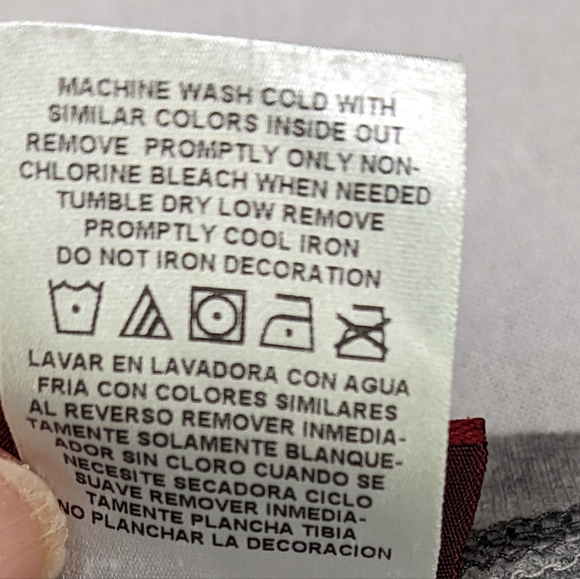 MACHINE WASH COLD WITH
SIMILAR COLORS INSIDE OUT
REMOVE PROMPTLY ONLY NON-
CHLORINE BLEACH WHEN NEEDED
TUMBLE DRY LOW REMOVE
PROMPTLY COOL IRON
DO NOT IRON DECORATION
LAVAR EN LAVADORA CON AGUA
FRIA CON COLORES SIMILARES
AL REVERSO REMOVER INMEDIA-
TAMENTE SOLAMENTE BLANQUE-
ADOR SIN CLORO CUANDO SE
NECESITE SECADORA CICLO
SUAVE REMOVER INMEDIA-
TAMENTE PLANCHA TIBIA
NO PLANCHAR LA DECORACION